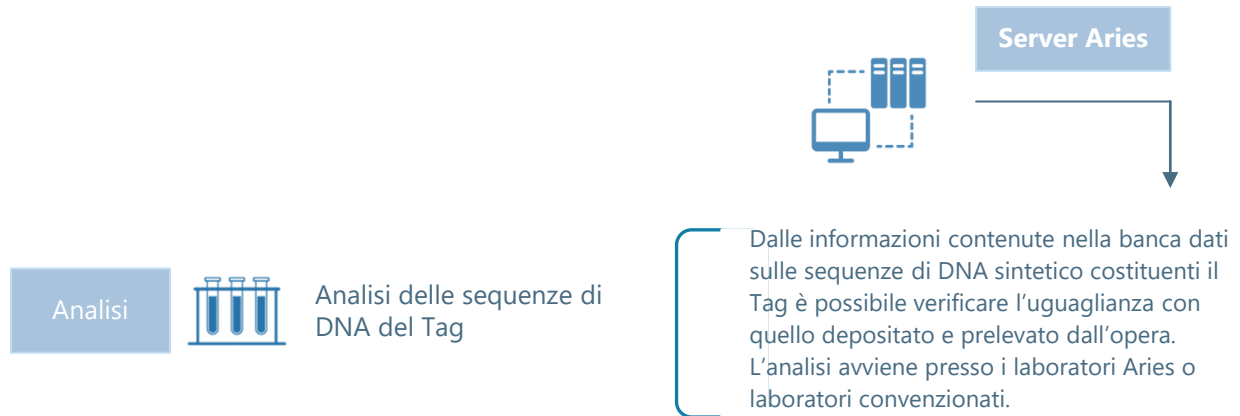 Server Aries
Analisi
Analisi delle sequenze di
DNA del Tag
Dalle informazioni contenute nella banca dati
sulle sequenze di DNA sintetico costituenti il
Tag è possibile verificare l’uguaglianza con
quello depositato e prelevato dall’opera.
L’analisi avviene presso i laboratori Aries o
laboratori convenzionati.